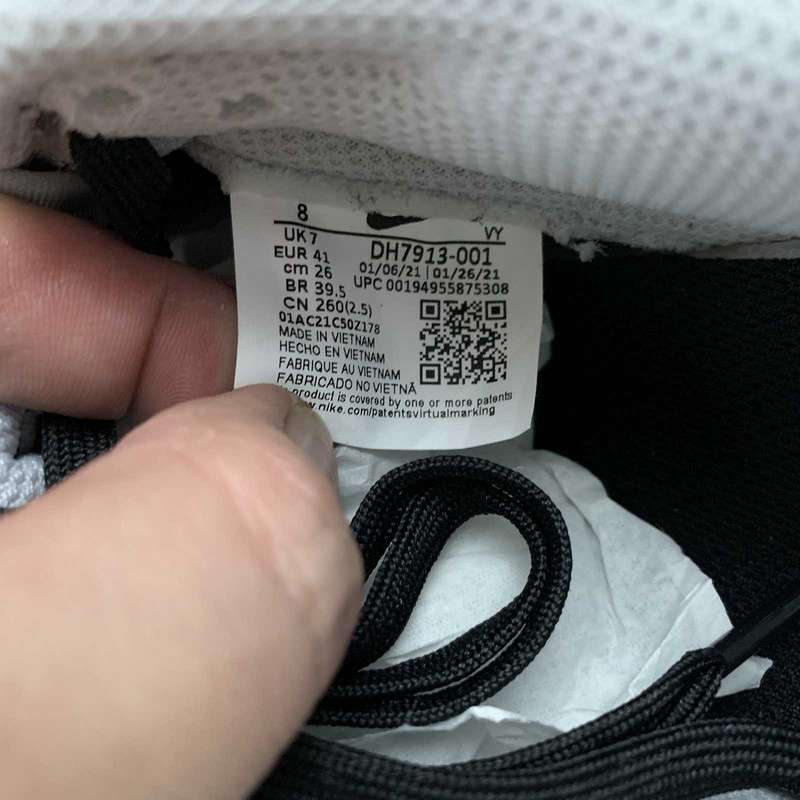 8
VY
UK 7
DH7913-001
EUR 41
01/06/21 | 01/26/21
cm 26
UPC 00194955875308
BR 39.5
CN 260(2.5)
01AC21C50Z178
MADE IN VIETNAM
HECHO EN VIETNAM
FABRIQUE AU VIETNAM
FABRICADO NO VIETNÃ
product is covered by one or more patents
nike.com/patentsvirtualmarking